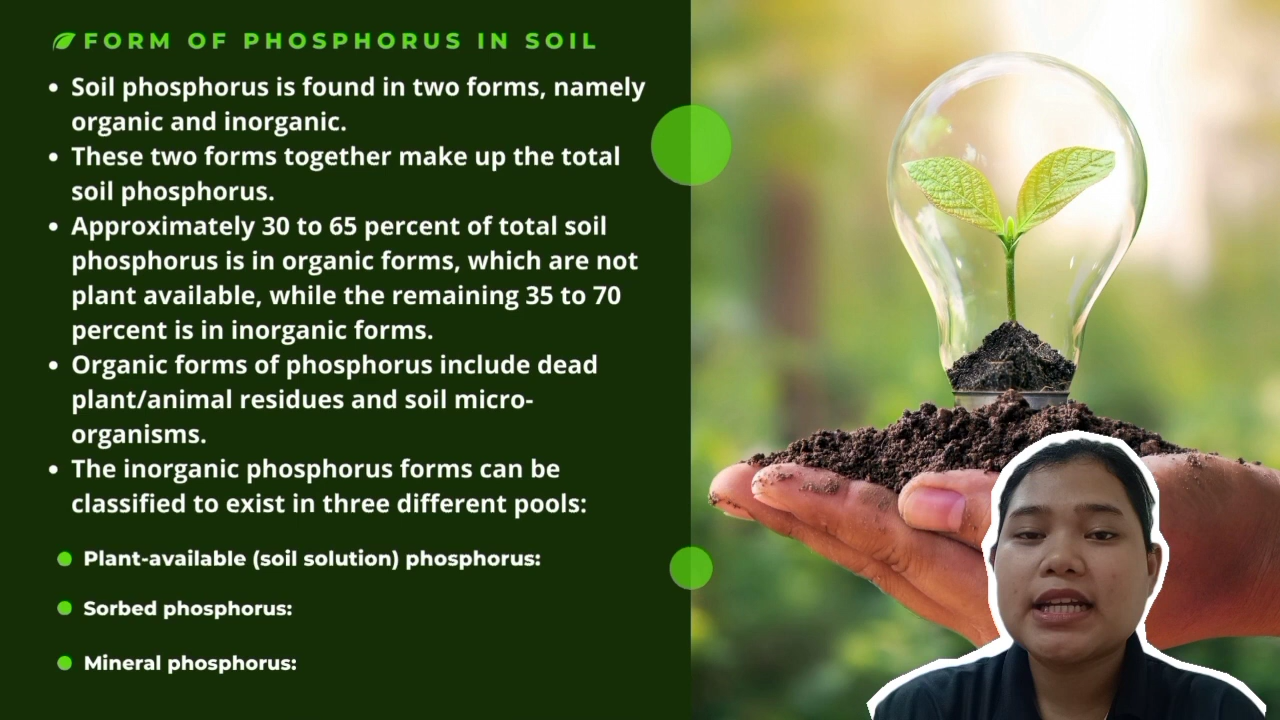 FORM OF PHOSPHORUS IN SOIL
• Soil phosphorus is found in two forms, namely
organic and inorganic.
• These two forms together make up the total
soil phosphorus.
• Approximately 30 to 65 percent of total soil
phosphorus is in organic forms, which are not
plant available, while the remaining 35 to 70
percent is in inorganic forms.
• Organic forms of phosphorus include dead
plant/animal residues and soil micro-
organisms.
• The inorganic phosphorus forms can be
classified to exist in three different pools:
Plant-available (soil solution) phosphorus:
Sorbed phosphorus:
Mineral phosphorus: